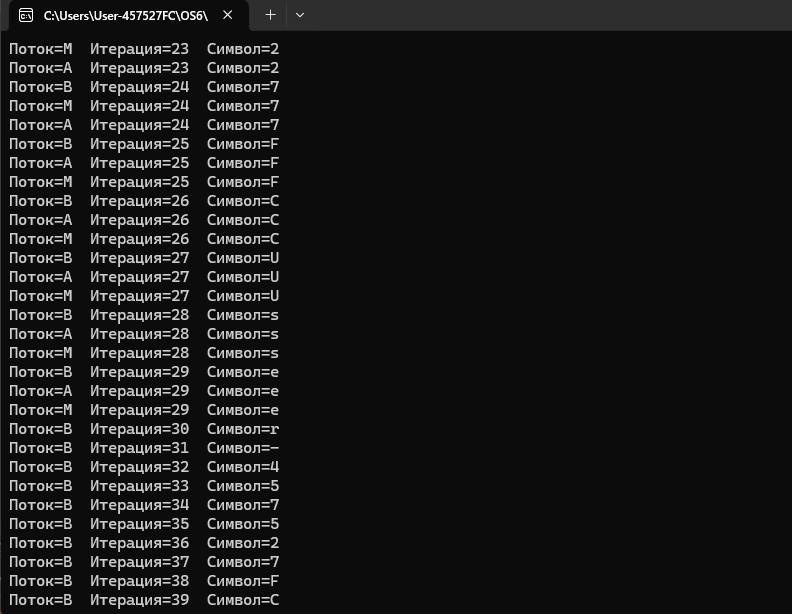 C:\Users\User-457527FC\OS6\
Поток=M  Итерация=23  Символ=2
Поток=A  Итерация=23  Символ=2
Поток=B  Итерация=24  Символ=7
Поток=M  Итерация=24  Символ=7
Поток=A  Итерация=24  Символ=7
Поток=B  Итерация=25  Символ=F
Поток=A  Итерация=25  Символ=F
Поток=M  Итерация=25  Символ=F
Поток=B  Итерация=26  Символ=C
Поток=A  Итерация=26  Символ=C
Поток=M  Итерация=26  Символ=C
Поток=B  Итерация=27  Символ=U
Поток=A  Итерация=27  Символ=U
Поток=M  Итерация=27  Символ=U
Поток=B  Итерация=28  Символ=s
Поток=A  Итерация=28  Символ=s
Поток=M  Итерация=28  Символ=s
Поток=B  Итерация=29  Символ=e
Поток=A  Итерация=29  Символ=e
Поток=M  Итерация=29  Символ=e
Поток=B  Итерация=30  Символ=r
Поток=B  Итерация=31  Символ=-
Поток=B  Итерация=32  Символ=4
Поток=B  Итерация=33  Символ=5
Поток=B  Итерация=34  Символ=7
Поток=B  Итерация=35  Символ=5
Поток=B  Итерация=36  Символ=2
Поток=B  Итерация=37  Символ=7
Поток=B  Итерация=38  Символ=F
Поток=B  Итерация=39  Символ=C